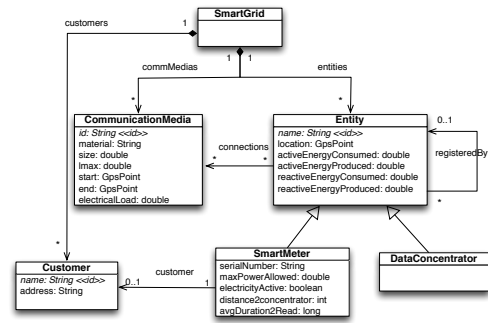 SmartGrid
customers
1
1
1
commMedias
entities
*
*
CommunicationMedia
id: String <<id>>
material: String
size: double
lmax: double
start: GpsPoint
end: GpsPoint
electricalLoad: double
connections
*
*
Entity
name: String <<id>>
location: GpsPoint
activeEnergyConsumed: double
activeEnergyProduced: double
reactiveEnergyConsumed: double
reactiveEnergyProduced: double
0..1
registeredBy
*
*
Customer
name: String <<id>>
address: String
0..1
customer
1
SmartMeter
serialNumber: String
maxPowerAllowed: double
electricityActive: boolean
distance2concentrator: int
avgDuration2Read: long
DataConcentrator